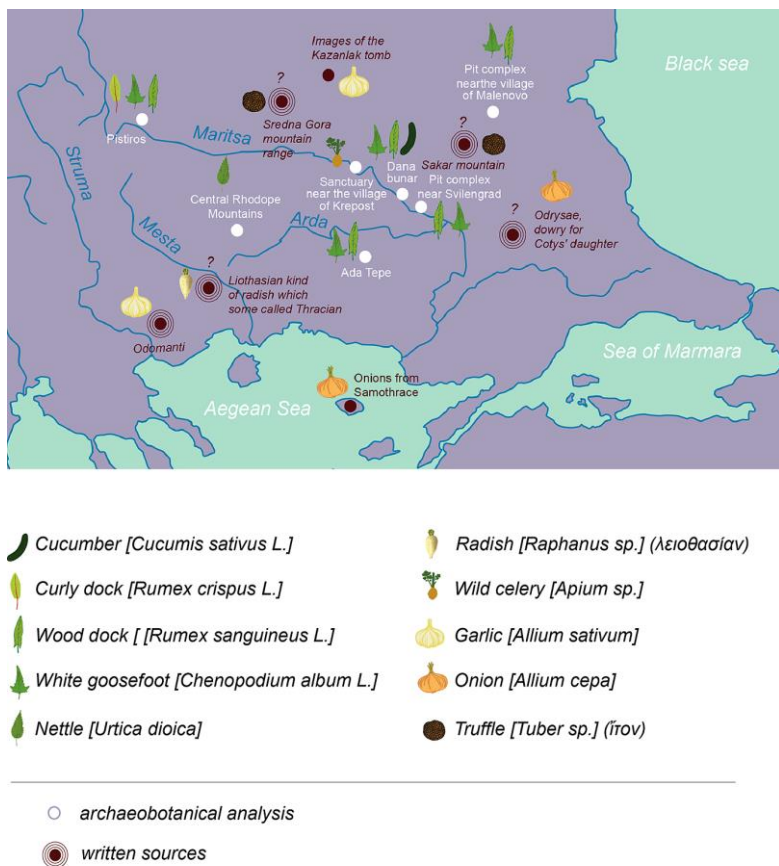 Images of the
Kazanlak tomb
Pit complex
nearthe village
of Malenovo
Black sea
?
Sredna Gora
mountain
range
Pistiros
Maritsa
Struma
?
Sakar mountain
Dana
bunar
Pit complex
near Svilengrad
Sanctuary
near the village
of Krepost
Central Rhodope
Mountains
Arda
Mesta
?
Odrysae,
dowry for
Cotys' daughter
Ada Tepe
?
Liothasian kind
of radish which
some called Thracian
Odomanti
Sea of Marmara
Onions from
Samothrace
Aegean Sea
Cucumber [Cucumis sativus L.]
Curly dock [Rumex crispus L.]
Wood dock [ [Rumex sanguineus L.]
White goosefoot [Chenopodium album L.]
Nettle [Urtica dioica]
Radish [Raphanus sp.] (λειοθασίαν)
Wild celery [Apium sp.]
Garlic [Allium sativum]
Onion [Allium cepa]
Truffle [Tuber sp.] (ἴτον)
archaeobotanical analysis
written sources